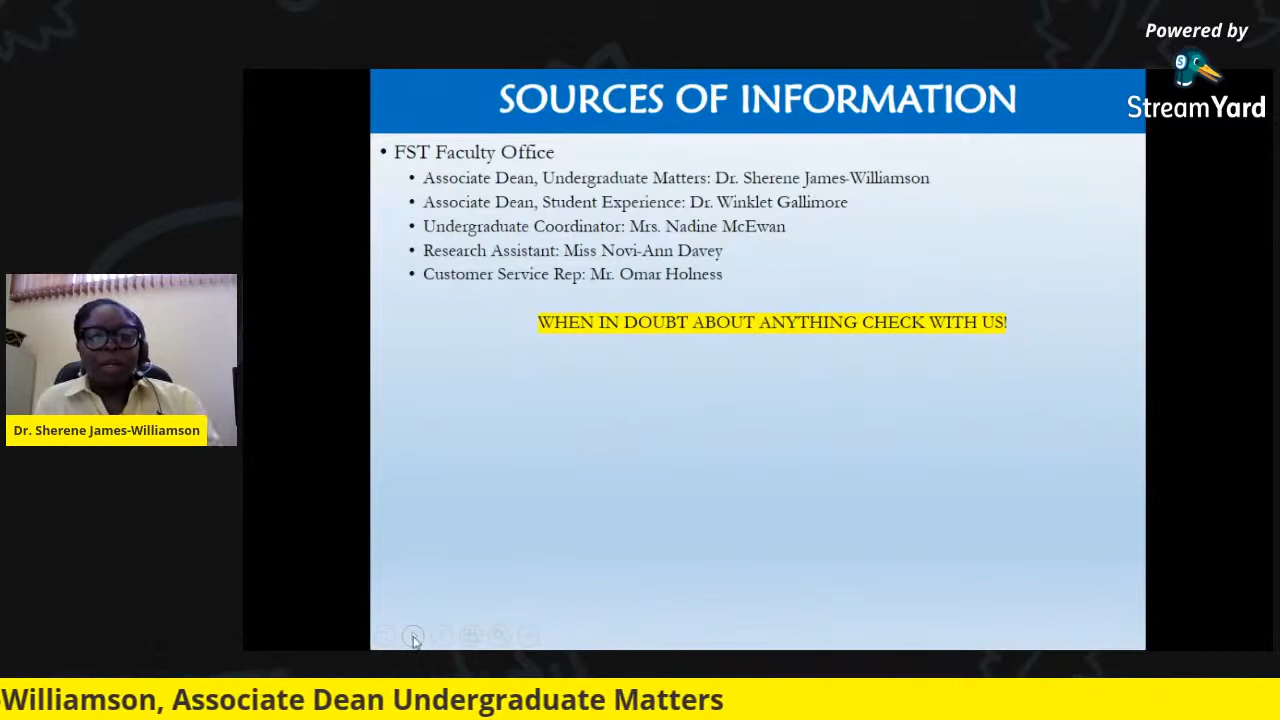 Powered by
StreamYard
SOURCES OF INFORMATION
• FST Faculty Office
• Associate Dean, Undergraduate Matters: Dr. Sherene James-Williamson
• Associate Dean, Student Experience: Dr. Winklet Gallimore
• Undergraduate Coordinator: Mrs. Nadine McEwan
• Research Assistant: Miss Novi-Ann Davey
• Customer Service Rep: Mr. Omar Holness
WHEN IN DOUBT ABOUT ANYTHING CHECK WITH US!
Dr. Sherene James-Williamson
-Williamson, Associate Dean Undergraduate Matters